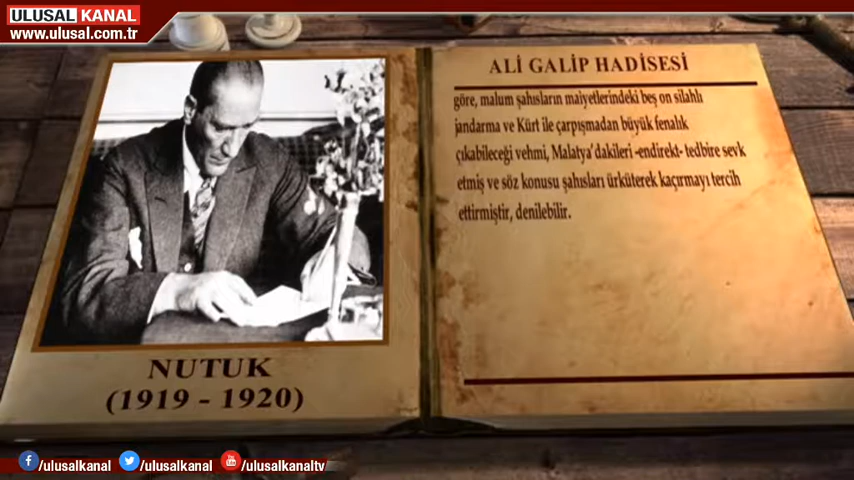 ULUSAL KANAL
www.ulusal.com.tr
NUTUK
(1919 - 1920)
ALİ GALİP HADİSESİ
göre, malum şahısların maiyetlerindeki beş on silahlı
jandarma ve Kürt ile çarpışmadan büyük fenalık
çıkabileceği vehmi, Malatya'dakileri -endirekt- tedbire sevk
etmiş ve söz konusu şahısları ürküterek kaçırmayı tercih
ettirmiştir, denilebilir.
/ulusalkanal
/ulusalkanal
/ulusalkanaltv